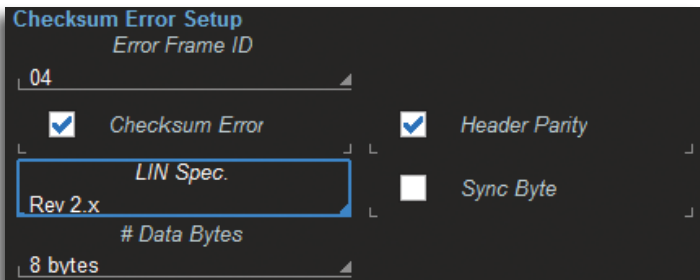 Checksum Error Setup
Error Frame ID
04
Checksum Error
Header Parity
LIN Spec.
Rev 2.x
Sync Byte
# Data Bytes
8 bytes